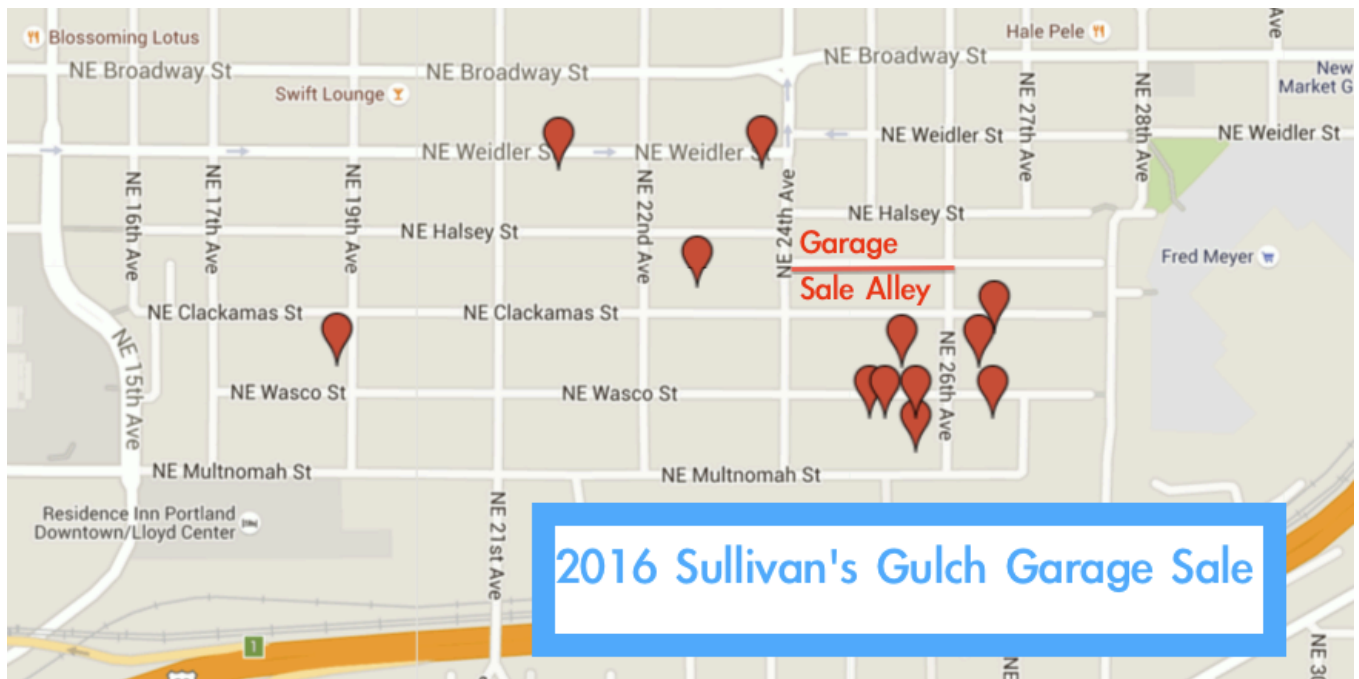 Blossoming Lotus
Hale Pele
Ave
NE Broadway St
NE Broadway St
NE Broadway St
New
Market G
Swift Lounge
NE 27th Ave
NE 28th Ave
NE Weidler St
NE Weidler St
NE Weidler S
NE Weidler St
NE 16th Ave
NE 17th Ave
NE 19th Ave
NE 22nd Ave
NE 24th Ave
NE Halsey St
NE Halsey St
Garage
Sale Alley
Fred Meyer
NE Clackamas St
NE Clackamas St
NE 15th Ave
NE 26th Ave
NE Wasco St
NE Wasco St
NE Multnomah St
NE Multnomah St
NE 21st Ave
Residence Inn Portland
Downtown/Lloyd Center
2016 Sullivan's Gulch Garage Sale
1
NE
NE 3